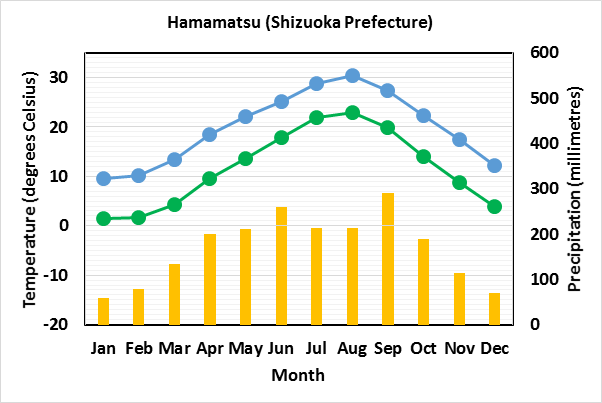 Hamamatsu (Shizuoka Prefecture)
Temperature (degrees Celsius)
30
20
10
0
-10
-20
600
500
400
300
200
100
0
Precipitation (millimetres)
Jan Feb Mar Apr May Jun Jul Aug Sep Oct Nov Dec
Month